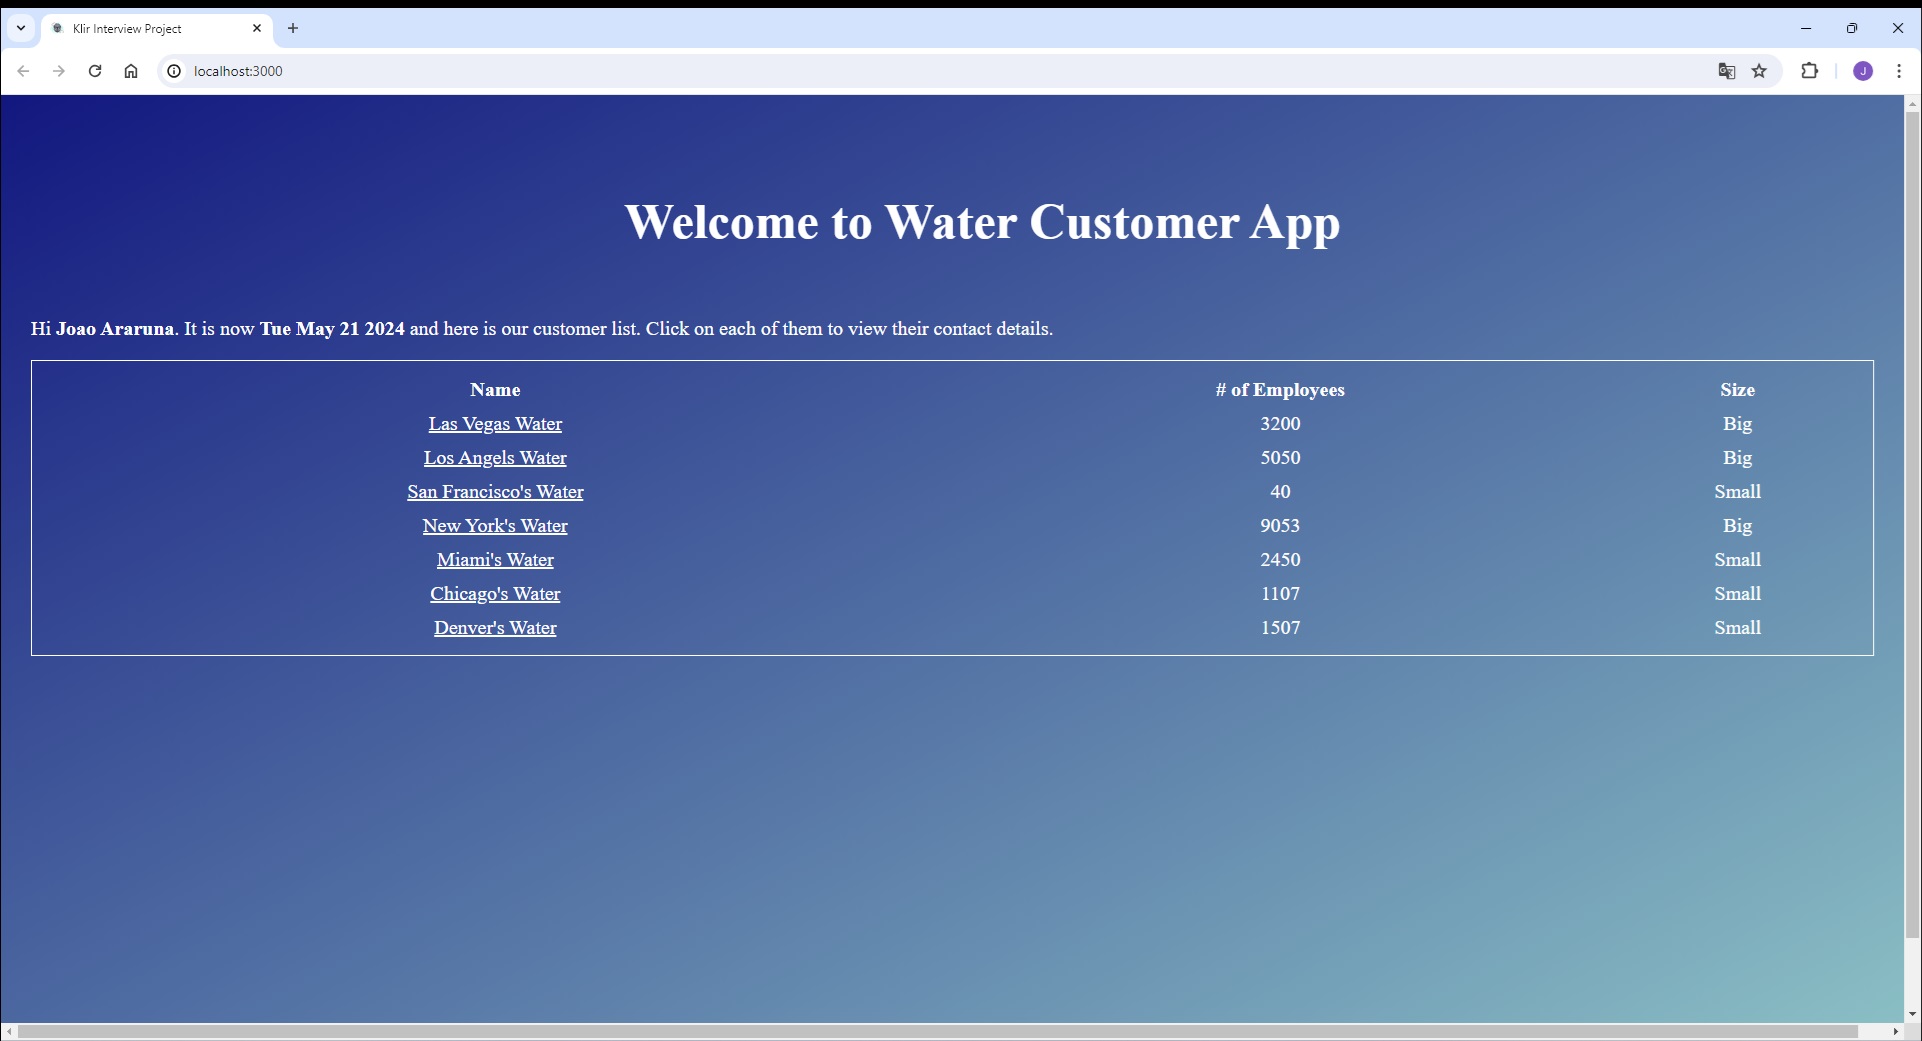 Klir Interview Project
localhost:3000
J
Welcome to Water Customer App
Hi Joao Araruna. It is now Tue May 21 2024 and here is our customer list. Click on each of them to view their contact details.
Name # of Employees Size
Las Vegas Water 3200 Big
Los Angels Water 5050 Big
San Francisco's Water 40 Small
New York's Water 9053 Big
Miami's Water 2450 Small
Chicago's Water 1107 Small
Denver's Water 1507 Small